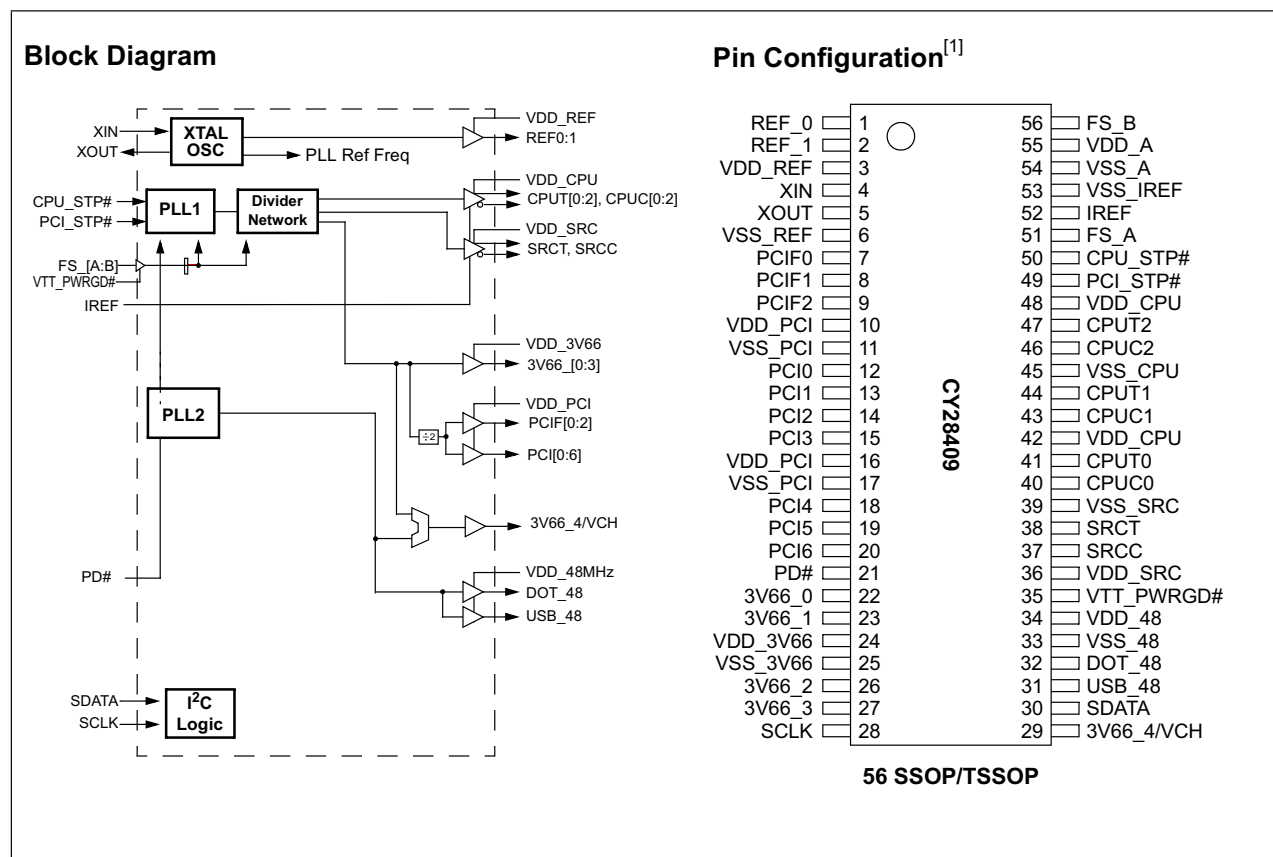 Block Diagram
XIN
XOUT
XTAL
OSC
VDD_REF
REF0:1
PLL Ref Freq
CPU_STP#
PCI_STP#
PLL1
Divider
Network
VDD_CPU
CPUT[0:2], CPUC[0:2]
VDD_SRC
SRCT, SRCC
FS_[A:B]
VTT_PWRGD#
IREF
VDD_3V66
3V66_[0:3]
PLL2
VDD_PCI
PCIF[0:2]
÷2
PCI[0:6]
3V66_4/VCH
PD#
VDD_48MHz
DOT_48
USB_48
SDATA
SCLK
I2C
Logic
Pin Configuration[1]
REF_0 1 56 FS_B
REF_1 2 55 VDD_A
VDD_REF 3 54 VSS_A
XIN 4 53 VSS_IREF
XOUT 5 52 IREF
VSS_REF 6 51 FS_A
PCIF0 7 50 CPU_STP#
PCIF1 8 49 PCI_STP#
PCIF2 9 48 VDD_CPU
VDD_PCI 10 47 CPUT2
VSS_PCI 11 46 CPUC2
PCI0 12 45 VSS_CPU
PCI1 13 44 CPUT1
PCI2 14 43 CPUC1
PCI3 15 42 VDD_CPU
VDD_PCI 16 41 CPUT0
VSS_PCI 17 40 CPUC0
PCI4 18 39 VSS_SRC
PCI5 19 38 SRCT
PCI6 20 37 SRCC
PD# 21 36 VDD_SRC
3V66_0 22 35 VTT_PWRGD#
3V66_1 23 34 VDD_48
VDD_3V66 24 33 VSS_48
VSS_3V66 25 32 DOT_48
3V66_2 26 31 USB_48
3V66_3 27 30 SDATA
SCLK 28 29 3V66_4/VCH
CY28409
56 SSOP/TSSOP